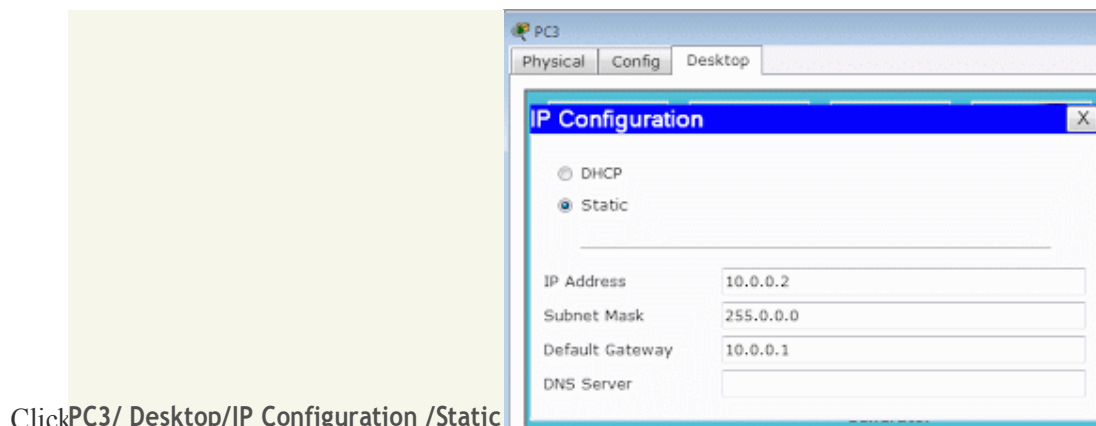 PC3
Physical Config Desktop
IP Configuration X
DHCP
Static
IP Address 10.0.0.2
Subnet Mask 255.0.0.0
Default Gateway 10.0.0.1
DNS Server
ClickPC3/ Desktop/IP Configuration /Static